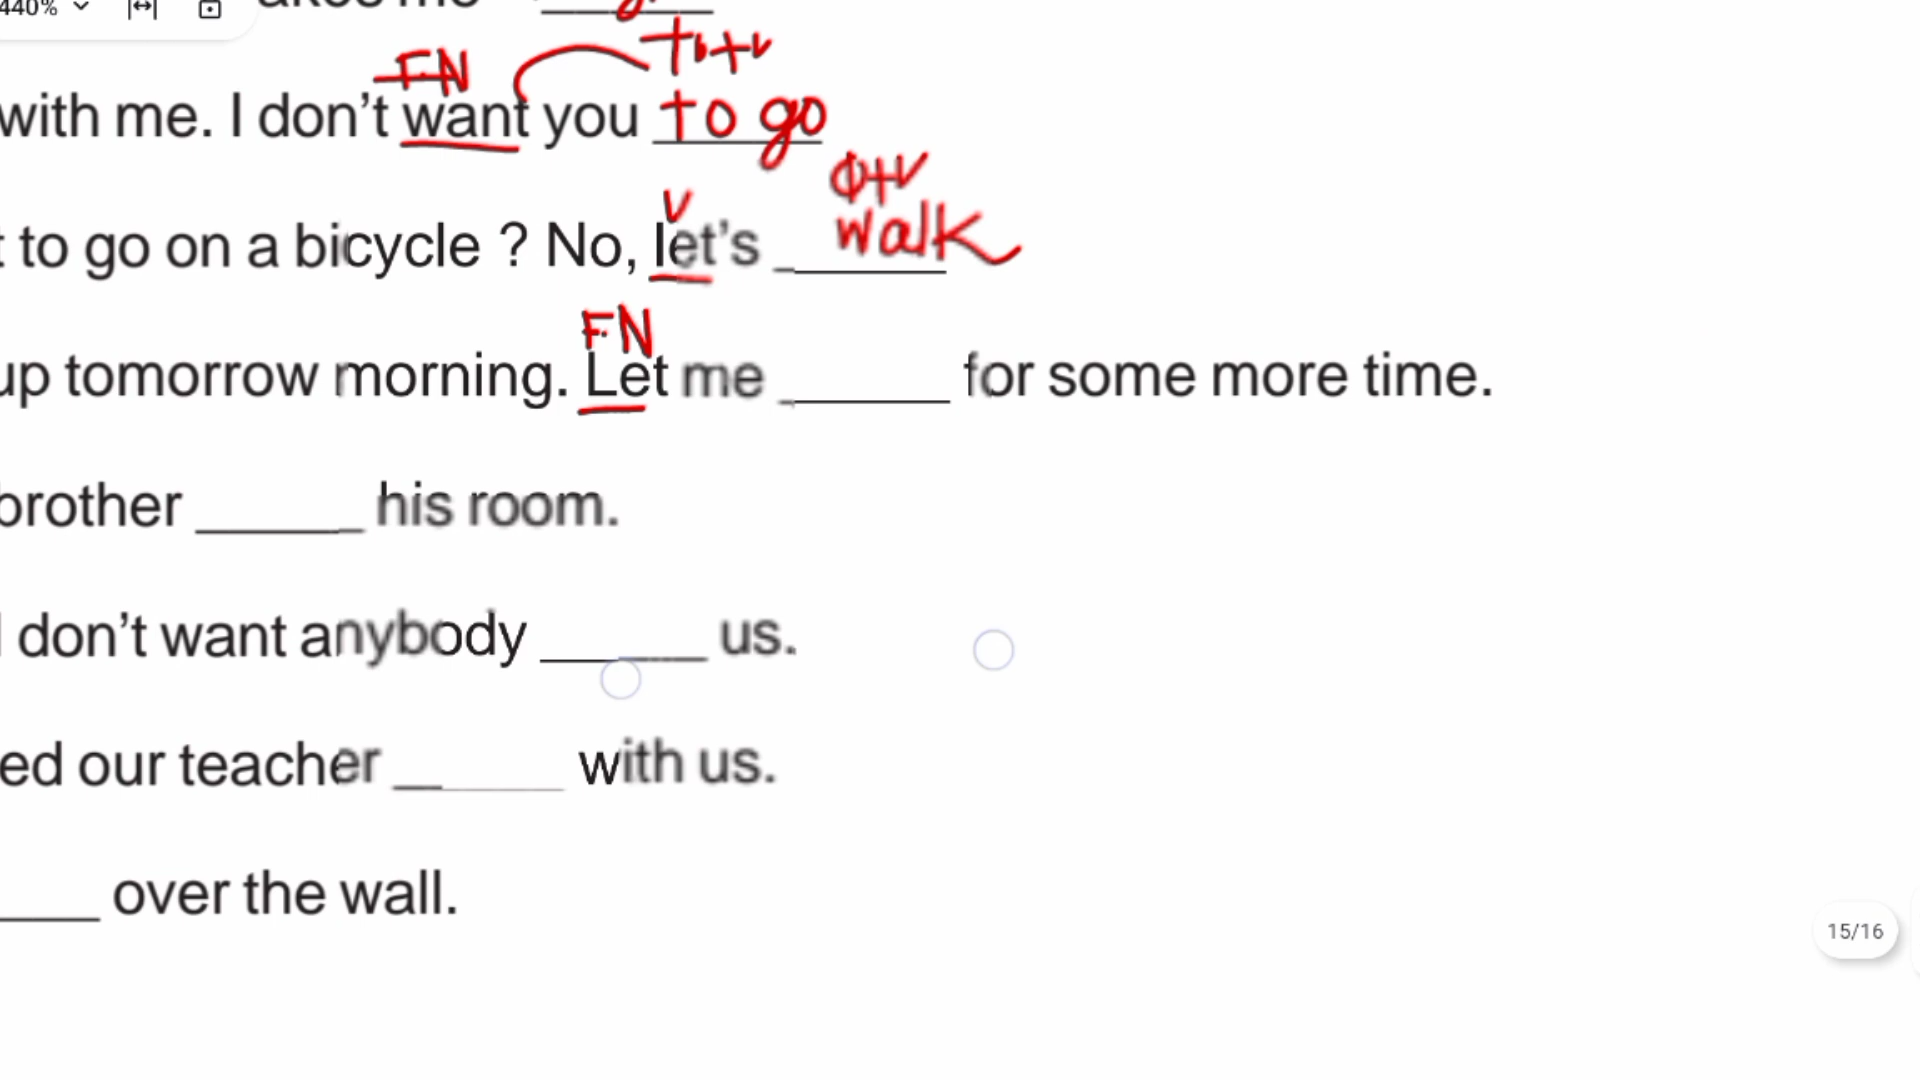 440%
with me. I don't want you to go
FN
to+v
t to go on a bicycle ? No, let's walk
v
Φ+v
up tomorrow morning. Let me ______ for some more time.
FN
brother ______ his room.
don't want anybody ______ us.
ed our teacher ______ with us.
____ over the wall.
15/16